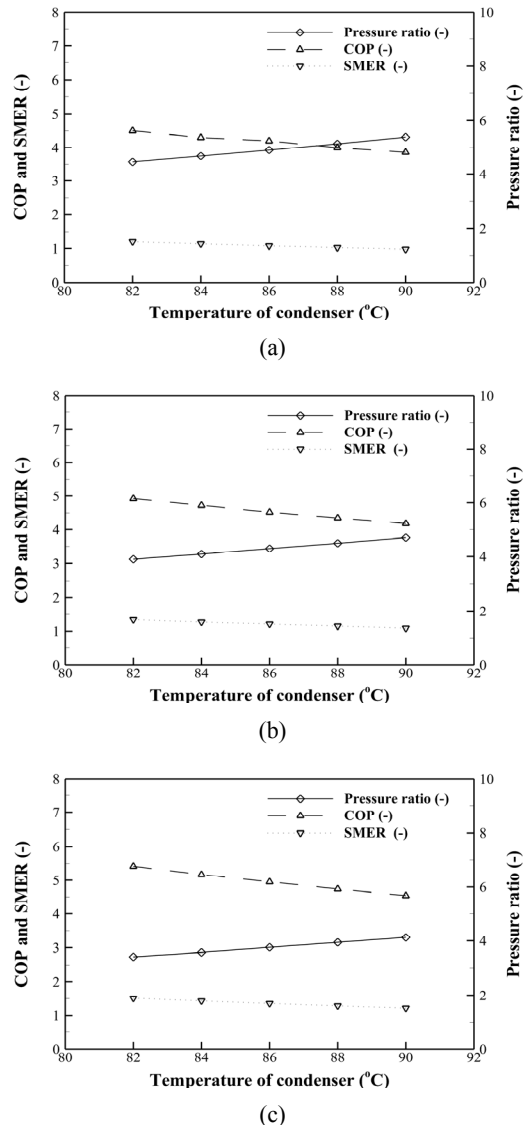 8
7
6
5
4
3
2
1
0
COP and SMER (-)
Pressure ratio (-)
COP (-)
SMER (-)
10
8
6
4
2
0
Pressure ratio (-)
80 82 84 86 88 90 92
Temperature of condenser (°C)
(a)
8
7
6
5
4
3
2
1
0
COP and SMER (-)
Pressure ratio (-)
COP (-)
SMER (-)
10
8
6
4
2
0
Pressure ratio (-)
80 82 84 86 88 90 92
Temperature of condenser (°C)
(b)
8
7
6
5
4
3
2
1
0
COP and SMER (-)
Pressure ratio (-)
COP (-)
SMER (-)
10
8
6
4
2
0
Pressure ratio (-)
80 82 84 86 88 90 92
Temperature of condenser (°C)
(c)